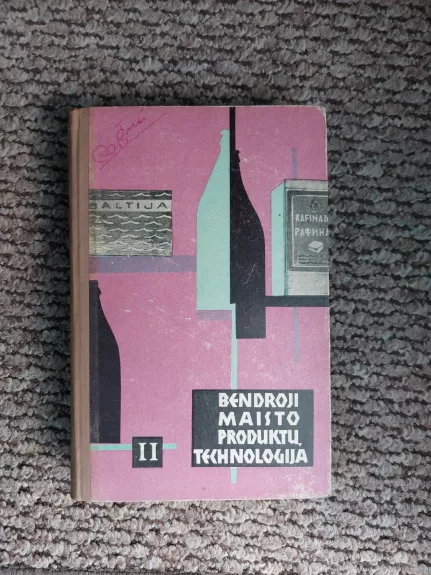 BALTIJA
RAFINAD
РАФИНА
BENDROJI
MAISTO
PRODUKTŲ
TECHNOLOGIJA
II